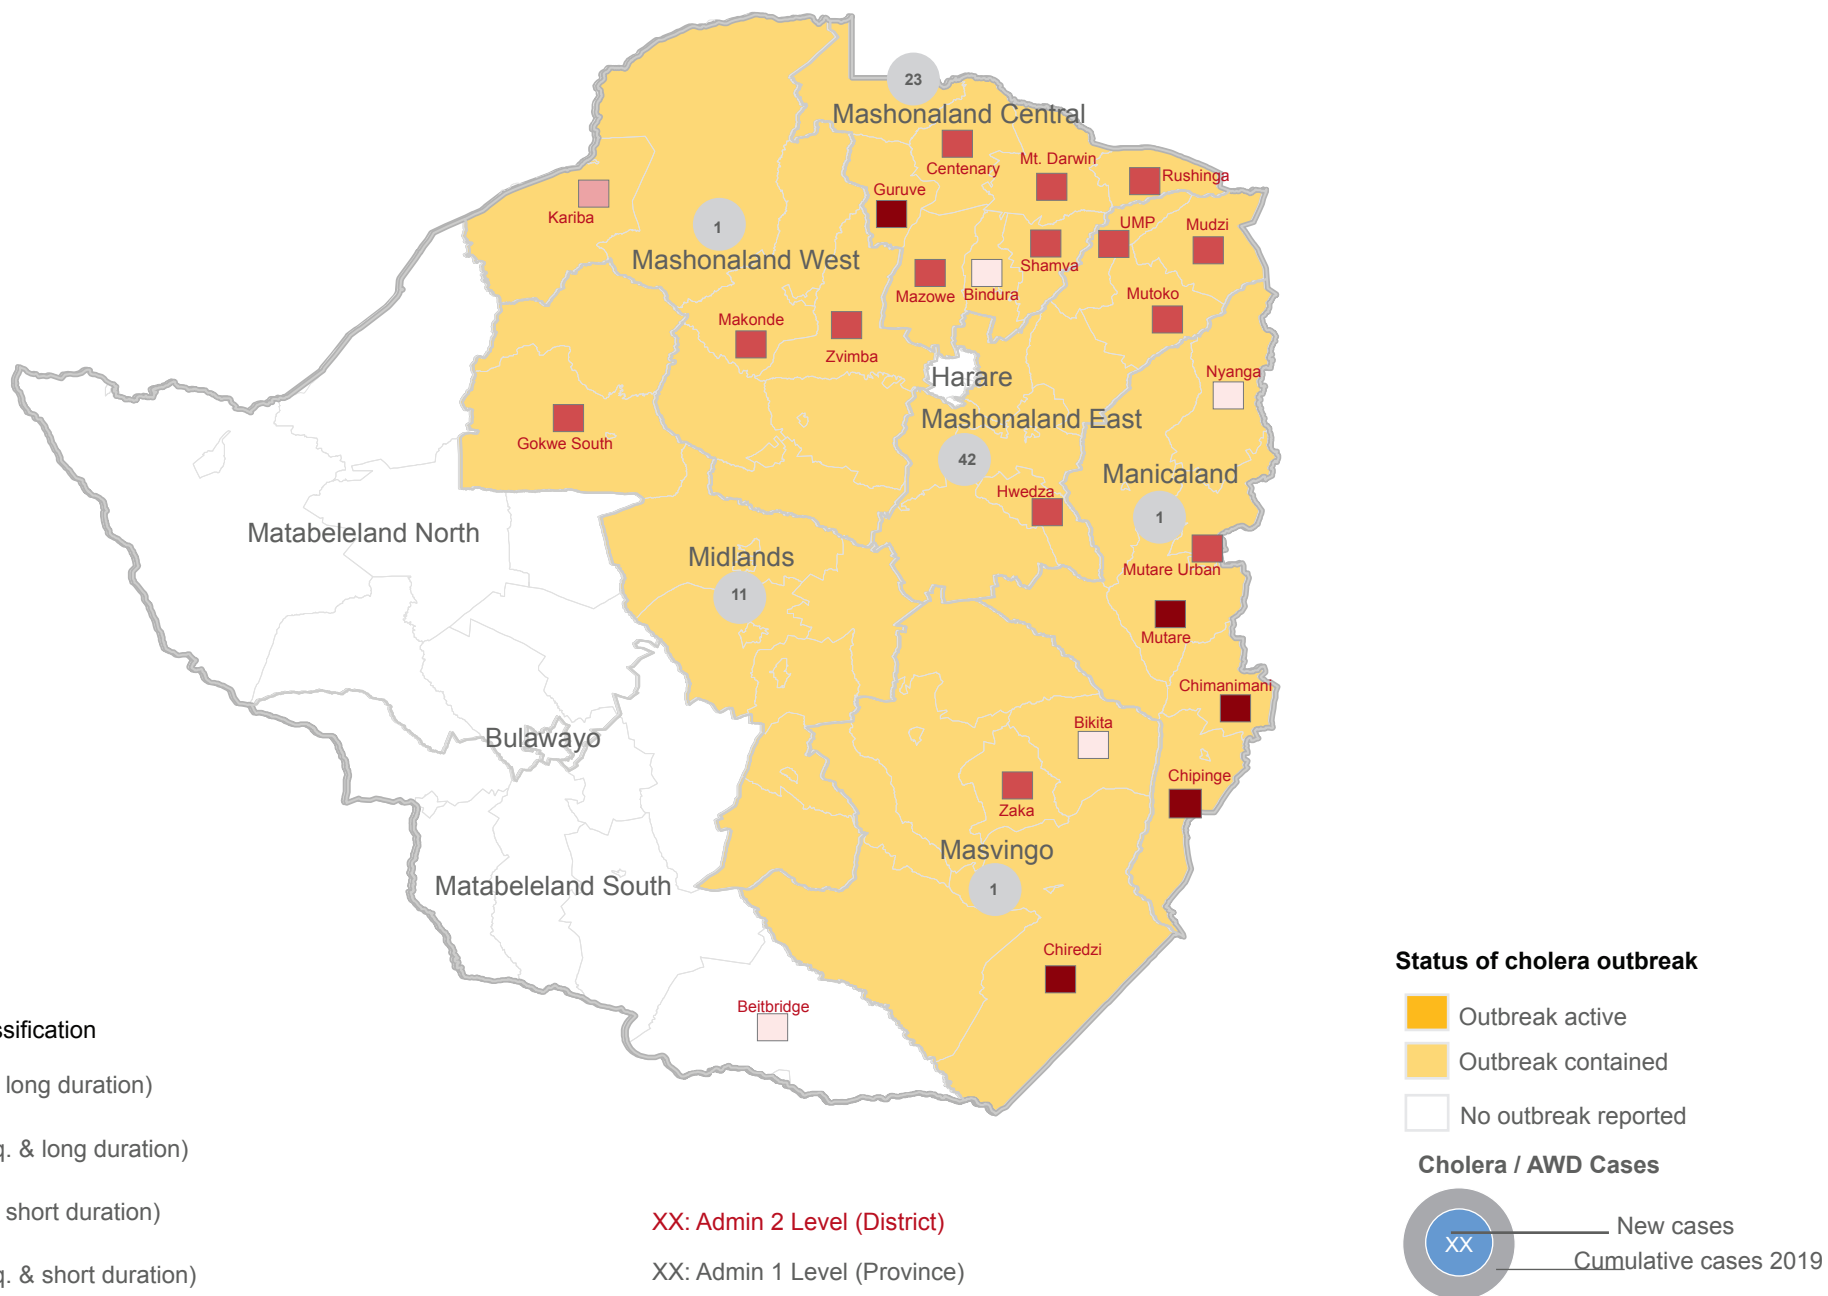 23
Mashonaland Central
Centenary
Mt. Darwin
Rushinga
Guruve
Kariba
1
Mashonaland West
UMP
Mudzi
Shamva
Mazowe
Bindura
Mutoko
Makonde
Zvimba
Harare
Nyanga
Mashonaland East
Gokwe South
42
Manicaland
Hwedza
1
Matabeleland North
Midlands
Mutare Urban
11
Mutare
Chimanimani
Bikita
Bulawayo
Chipinge
Zaka
Masvingo
Matabeleland South
1
Chiredzi
Beitbridge
ssification
long duration)
q. & long duration)
short duration)
q. & short duration)
XX: Admin 2 Level (District)
XX: Admin 1 Level (Province)
Status of cholera outbreak
Outbreak active
Outbreak contained
No outbreak reported
Cholera / AWD Cases
New cases
XX
Cumulative cases 2019